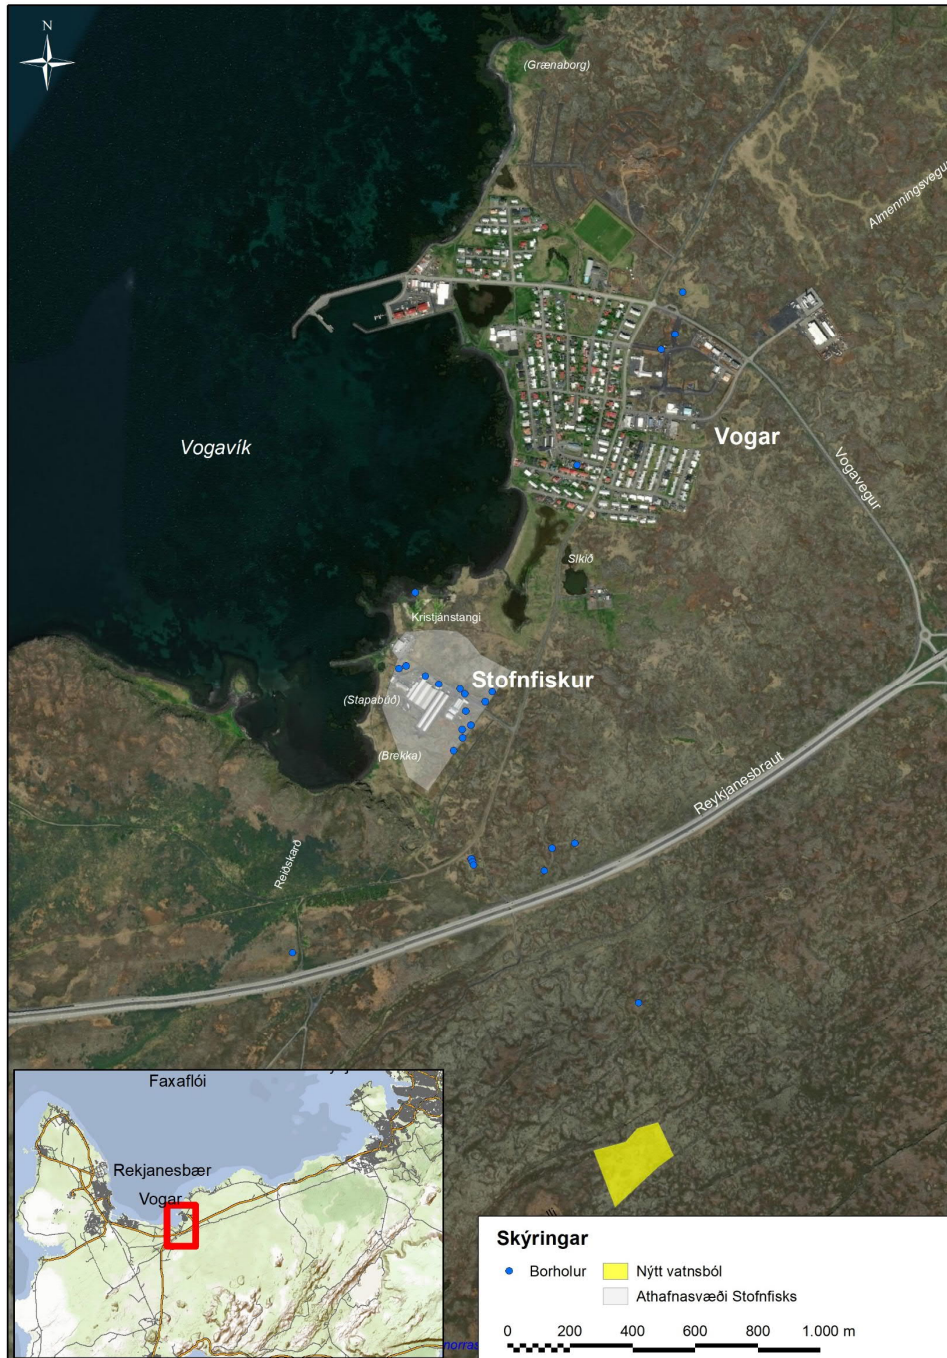 N
(Grænaborg)
Almenningsvegur
Vogavík
Vogar
Vogavegur
Síkið
Kristjánstangi
Stofnfiskur
(Stapabúð)
(Brekka)
Reykjanesbraut
Reiðskarð
Faxaflói
Rekjanesbær
Vogar
Skýringar
Borholur
Nýtt vatnsból
Athafnasvæði Stofnfisks
0 200 400 600 800 1.000 m